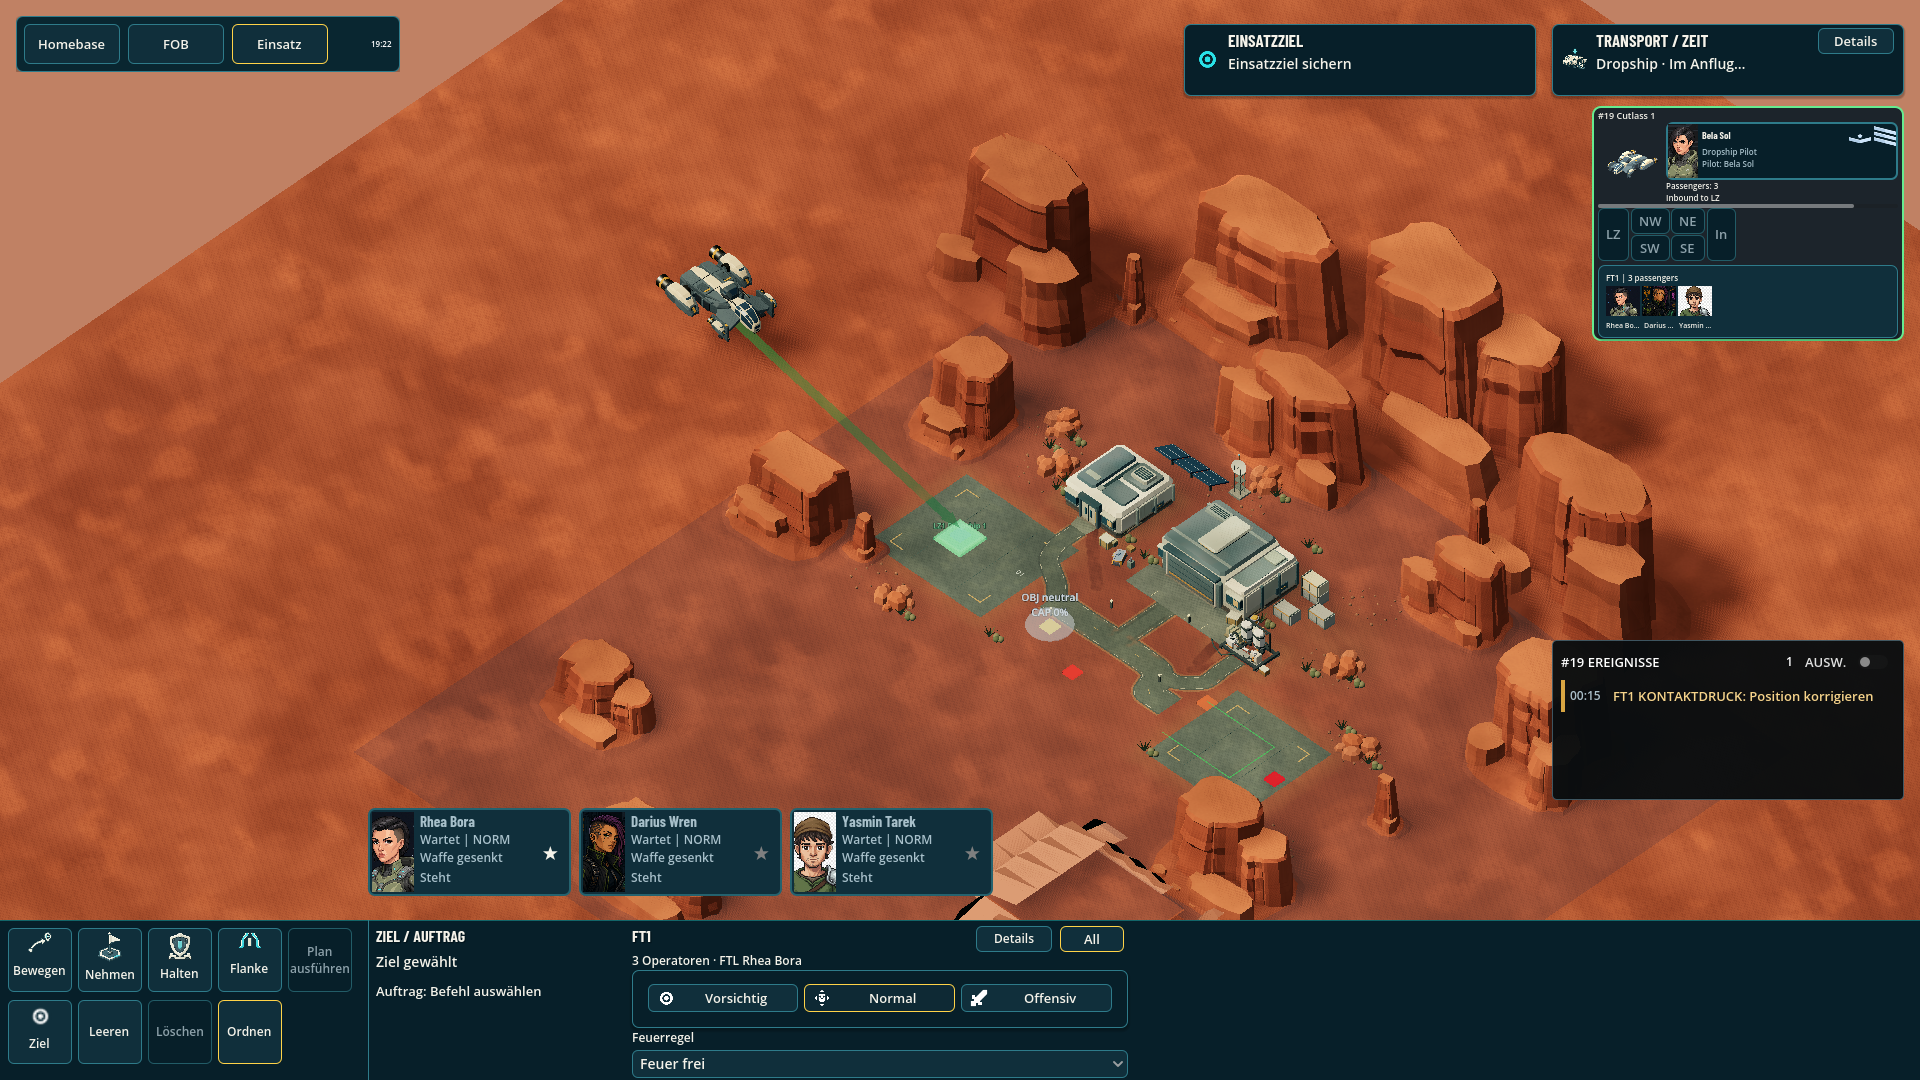 Homebase
FOB
Einsatz
19:22
EINSATZZIEL
Einsatzziel sichern
TRANSPORT / ZEIT
Dropship · Im Anflug...
Details
#19 Cutlass 1
Bela Sol
Dropship Pilot
Pilot: Bela Sol
Passengers: 3
Inbound to LZ
LZ
NW
NE
SW
SE
In
FT1 | 3 passengers
Rhea Bo...
Darius ...
Yasmin ...
OBJ neutral
CAP 0%
#19 EREIGNISSE
1
AUSW.
00:15
FT1 KONTAKTDRUCK: Position korrigieren
Rhea Bora
Wartet | NORM
Waffe gesenkt
Steht
Darius Wren
Wartet | NORM
Waffe gesenkt
Steht
Yasmin Tarek
Wartet | NORM
Waffe gesenkt
Steht
Bewegen
Nehmen
Halten
Flanke
Plan
ausführen
Ziel
Leeren
Löschen
Ordnen
ZIEL / AUFTRAG
Ziel gewählt
Auftrag: Befehl auswählen
FT1
Details
All
3 Operatoren · FTL Rhea Bora
Vorsichtig
Normal
Offensiv
Feuerregel
Feuer frei